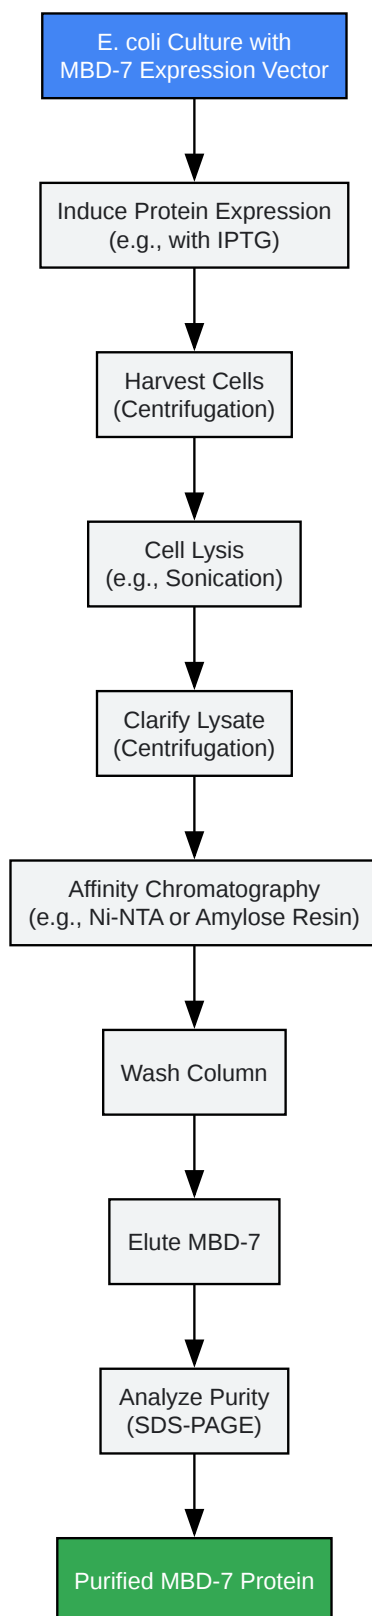 E. coli Culture with
MBD-7 Expression Vector
Induce Protein Expression
(e.g., with IPTG)
Harvest Cells
(Centrifugation)
Cell Lysis
(e.g., Sonication)
Clarify Lysate
(Centrifugation)
Affinity Chromatography
(e.g., Ni-NTA or Amylose Resin)
Wash Column
Elute MBD-7
Analyze Purity
(SDS-PAGE)
Purified MBD-7 Protein